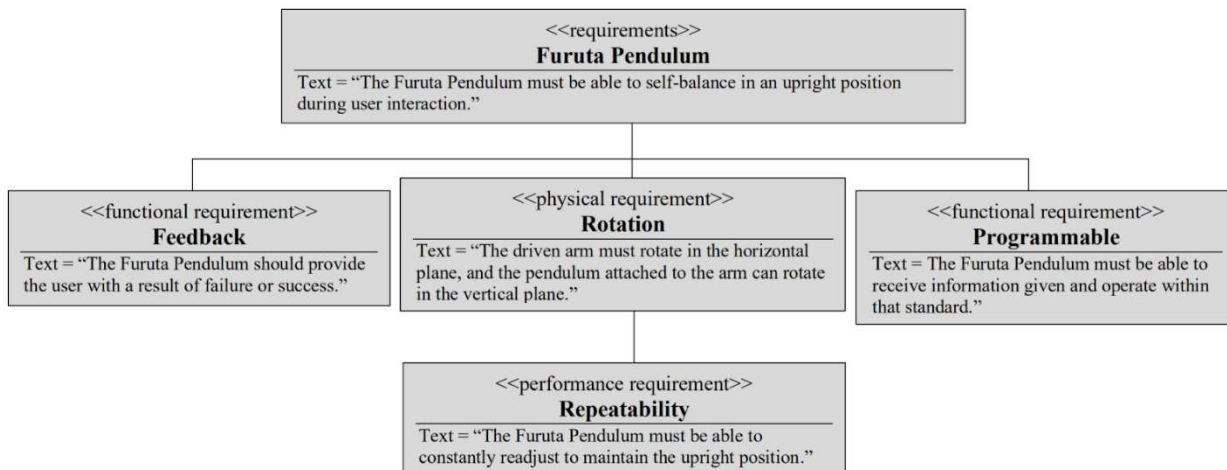 <<requirements>>
Furuta Pendulum
Text = “The Furuta Pendulum must be able to self-balance in an upright position
during user interaction.”
<<functional requirement>>
Feedback
Text = “The Furuta Pendulum should provide
the user with a result of failure or success.”
<<physical requirement>>
Rotation
Text = “The driven arm must rotate in the horizontal
plane, and the pendulum attached to the arm can rotate
in the vertical plane.”
<<functional requirement>>
Programmable
Text = The Furuta Pendulum must be able to
receive information given and operate within
that standard.”
<<performance requirement>>
Repeatability
Text = “The Furuta Pendulum must be able to
constantly readjust to maintain the upright position.”